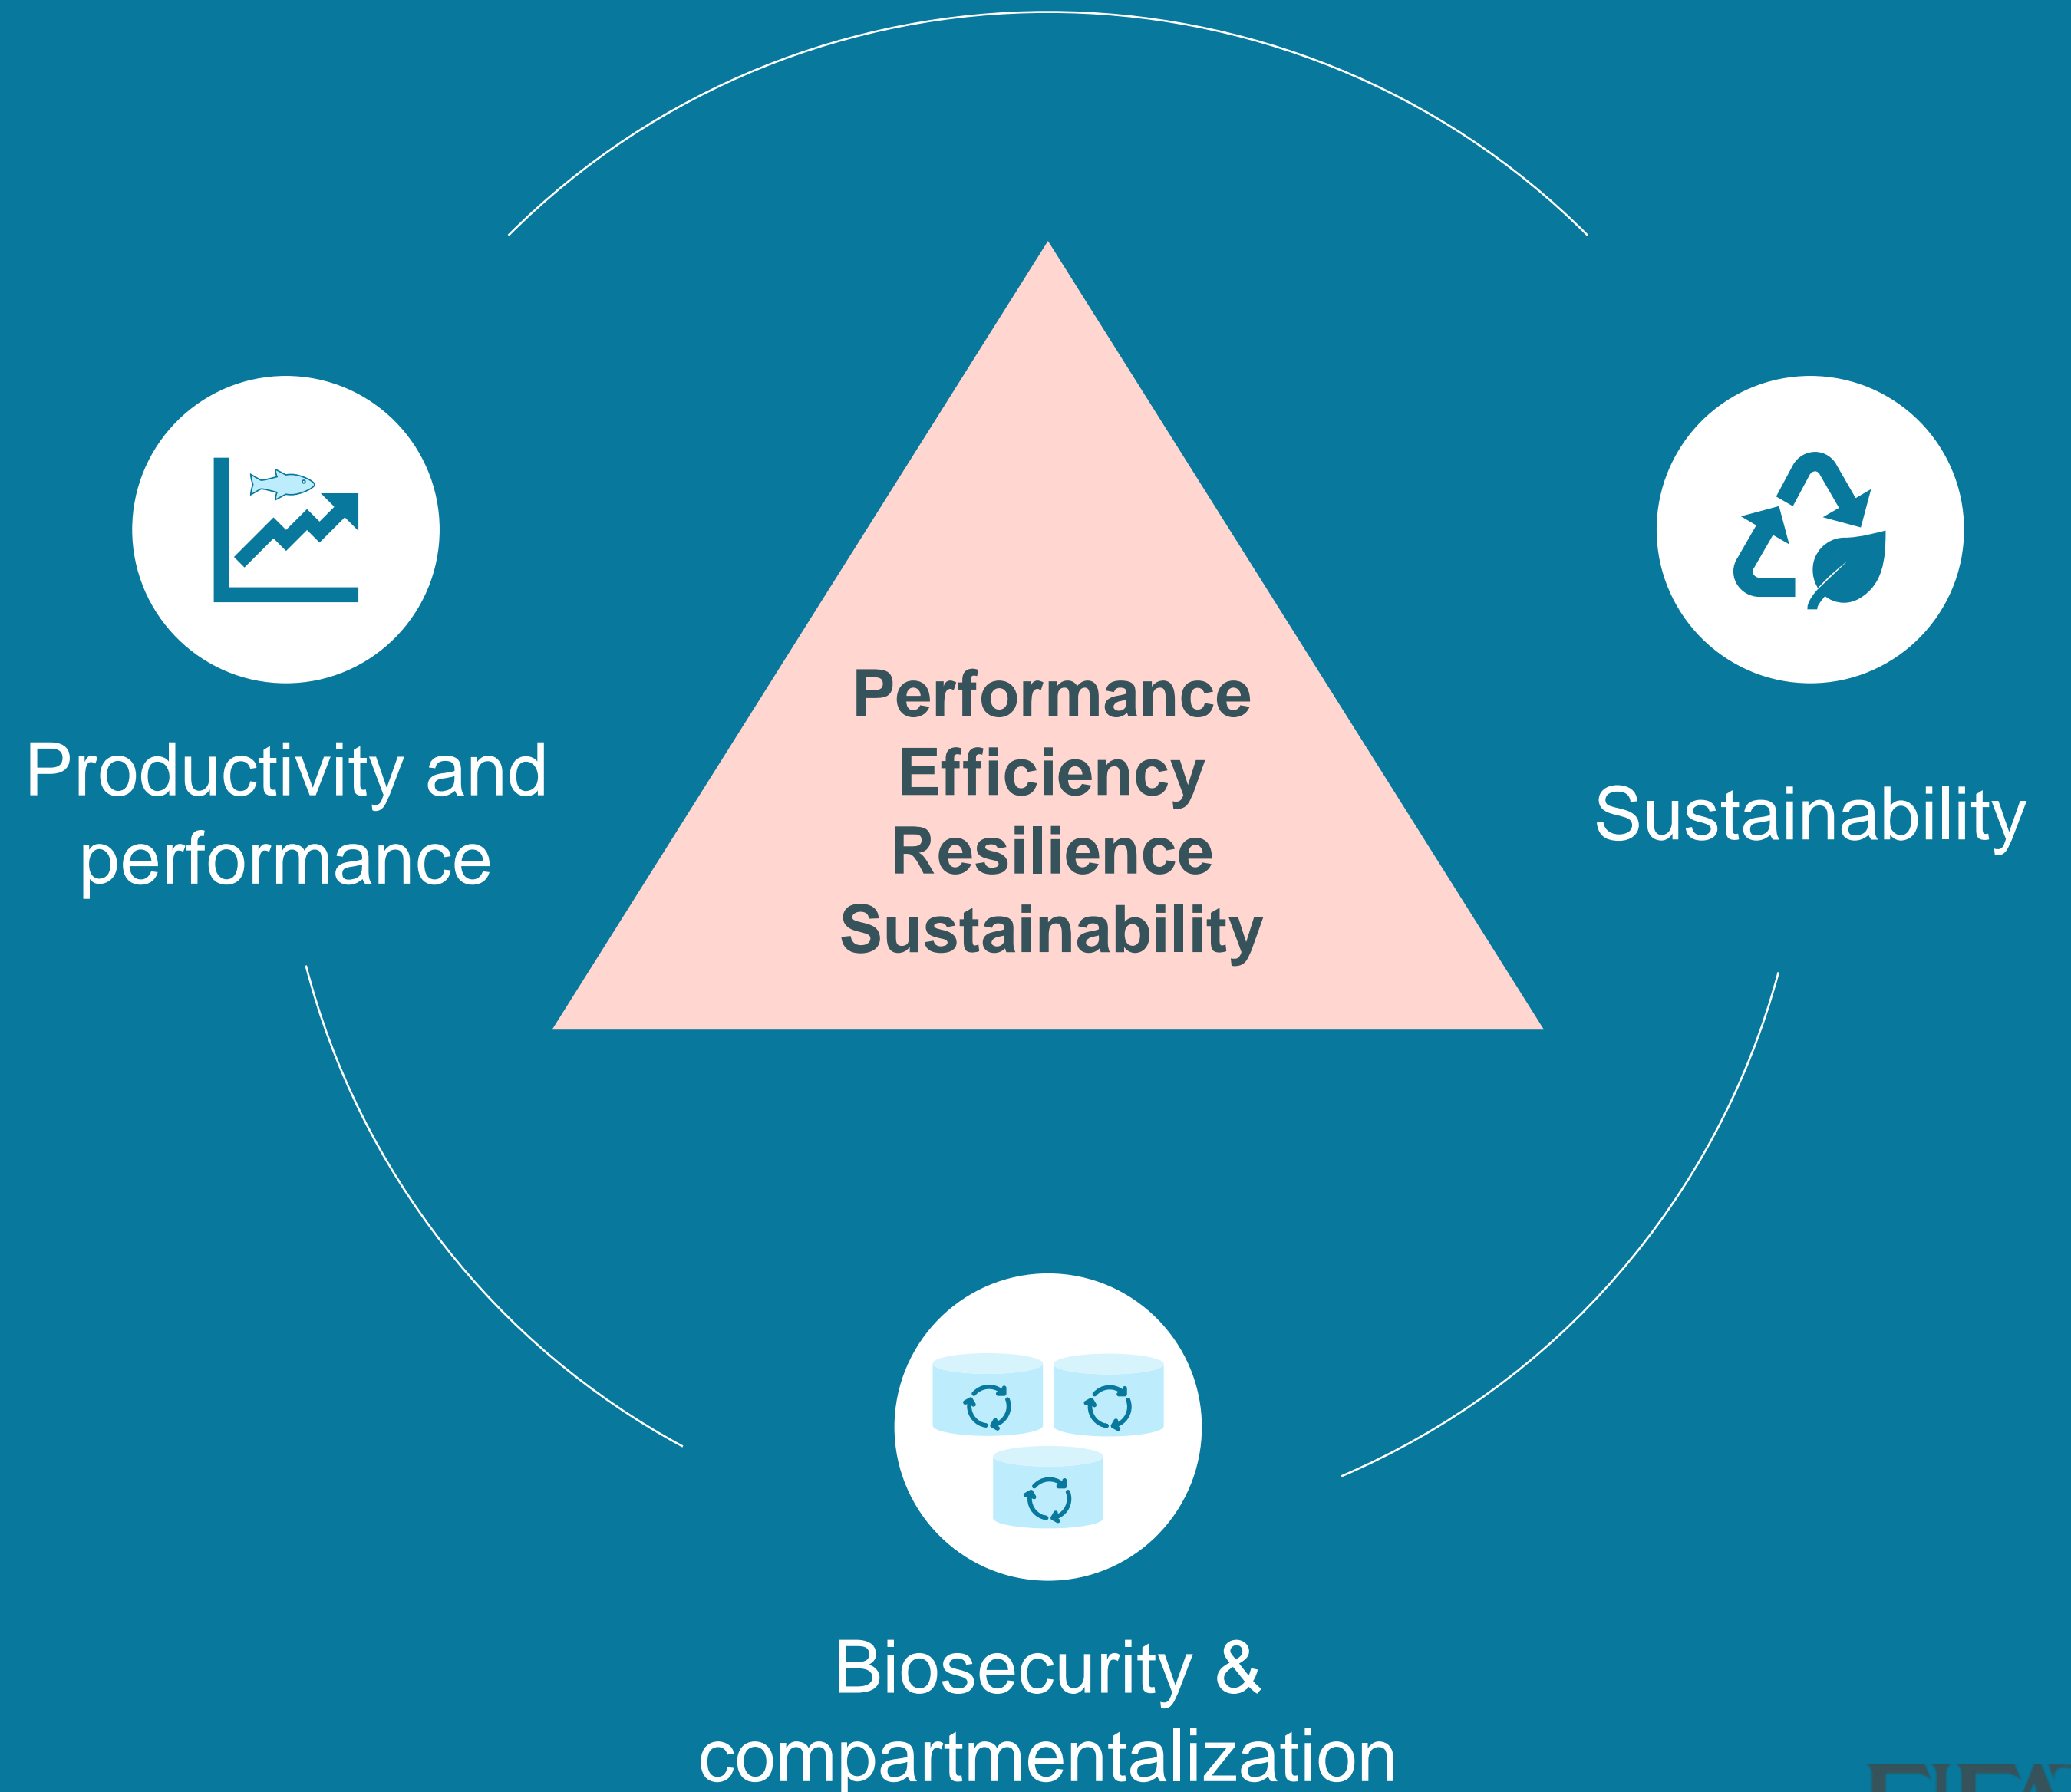 Performance
Efficiency
Resilience
Sustainability
Productivity and
performance
Sustainability
Biosecurity &
compartmentalization